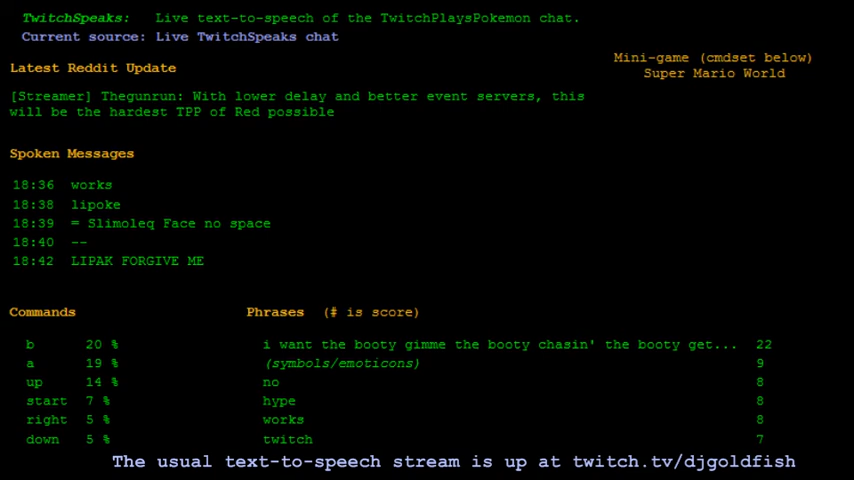 TwitchSpeaks: Live text-to-speech of the TwitchPlaysPokemon chat.
Current source: Live TwitchSpeaks chat
Mini-game (cmdset below)
Super Mario World
Latest Reddit Update
[Streamer] Thegunrun: With lower delay and better event servers, this
will be the hardest TPP of Red possible
Spoken Messages
18:36 works
18:38 lipoke
18:39 = Slimoleq Face no space
18:40 --
18:42 LIPAK FORGIVE ME
Commands Phrases (# is score)
b 20 % i want the booty gimme the booty chasin' the booty get... 22
a 19 % (symbols/emoticons) 9
up 14 % no 8
start 7 % hype 8
right 5 % works 8
down 5 % twitch 7
The usual text-to-speech stream is up at twitch.tv/djgoldfish